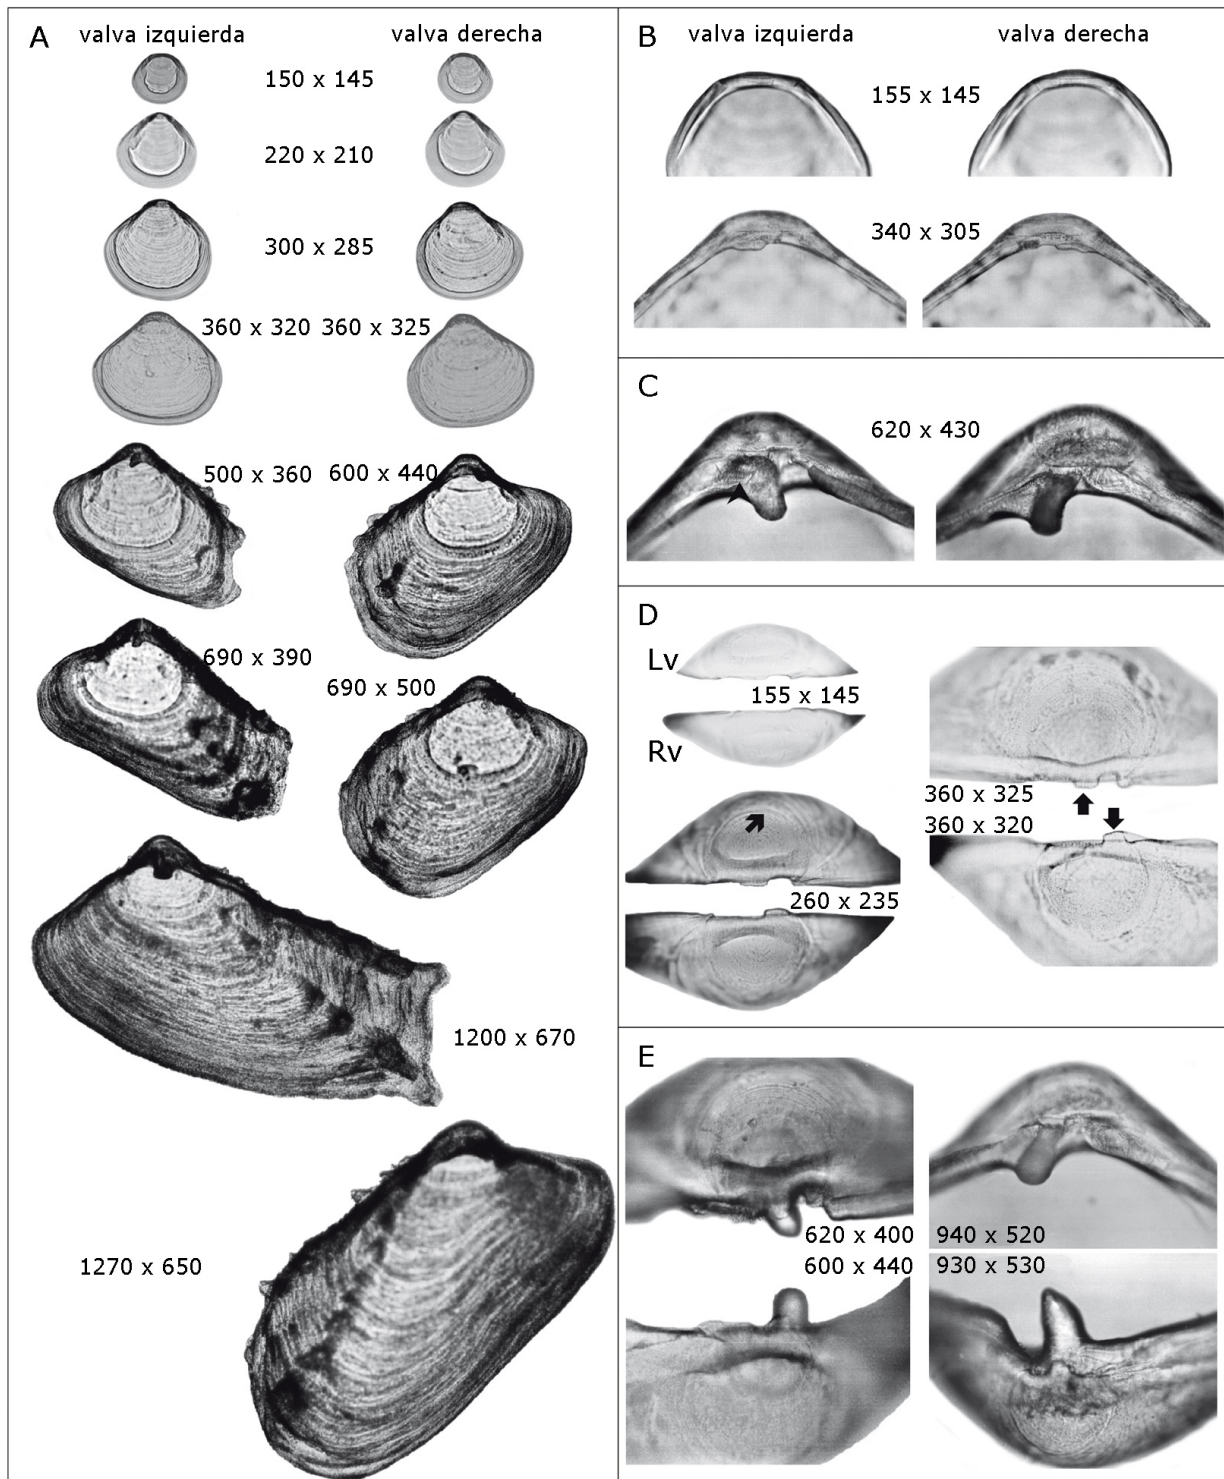 A
valva izquierda valva derecha
150 x 145
220 x 210
300 x 285
360 x 320 360 x 325
500 x 360 600 x 440
690 x 390
690 x 500
1200 x 670
1270 x 650
B
valva izquierda valva derecha
155 x 145
340 x 305
C
620 x 430
D
Lv
155 x 145
Rv
260 x 235
360 x 325
360 x 320
E
620 x 400 940 x 520
600 x 440 930 x 530